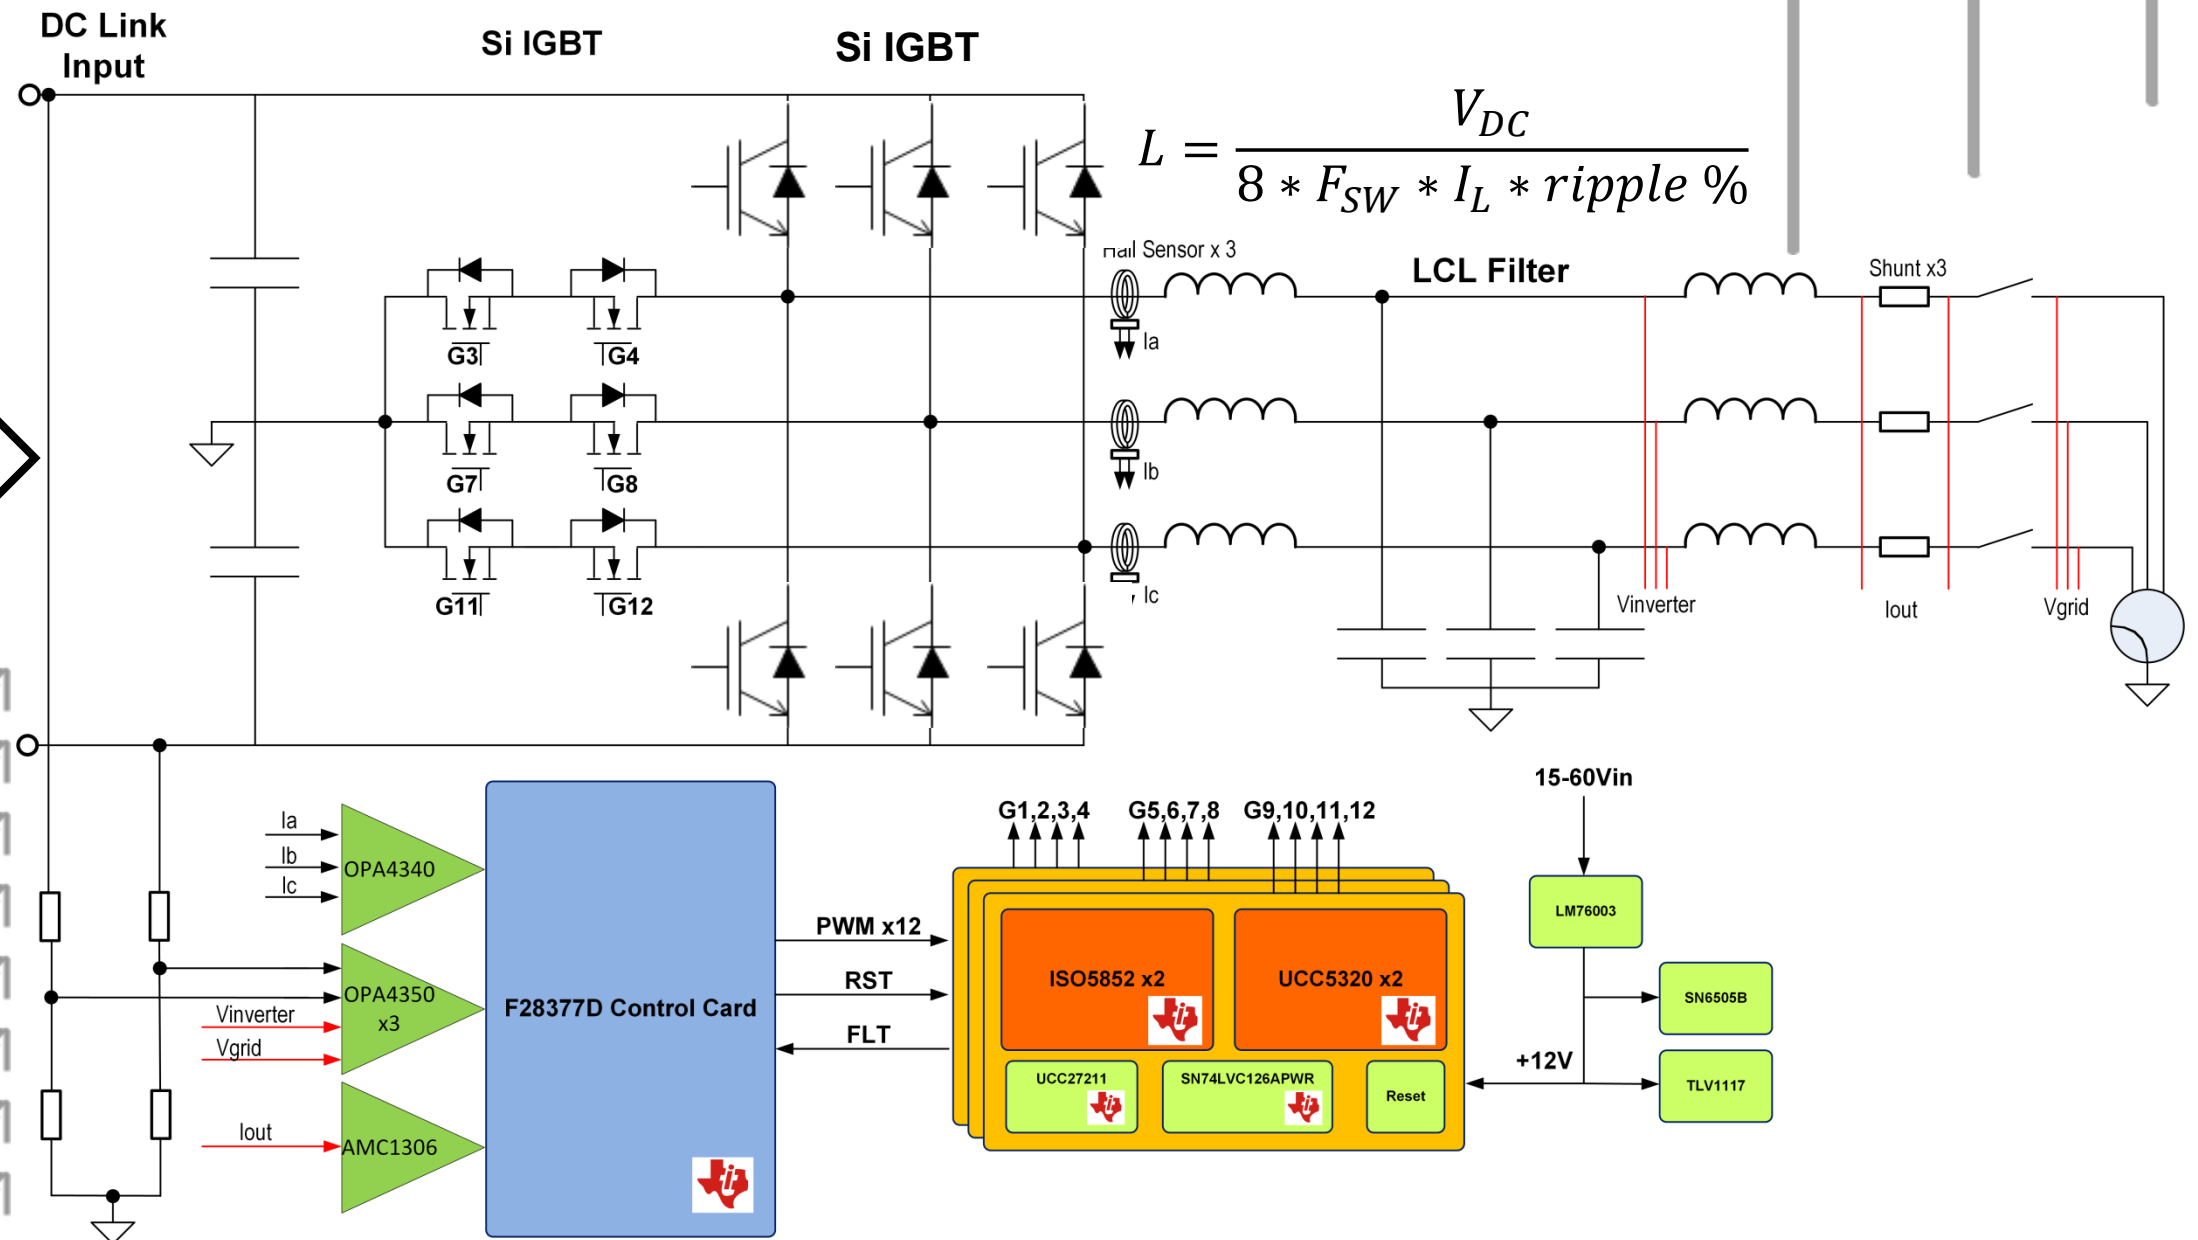 DC Link
Input
Si IGBT
Si IGBT
L = V_DC / (8 * F_SW * I_L * ripple %)
Sensor x 3
LCL Filter
Shunt x3
G3
G4
Ia
G7
G8
Ib
G11
G12
Ic
Vinverter
Iout
Vgrid
15-60Vin
G1,2,3,4
G5,6,7,8
G9,10,11,12
Ia
Ib
Ic
OPA4340
OPA4350
x3
Vinverter
Vgrid
Iout
AMC1306
F28377D Control Card
PWM x12
RST
FLT
ISO5852 x2
UCC5320 x2
UCC27211
SN74LVC126APWR
Reset
LM76003
SN6505B
+12V
TLV1117